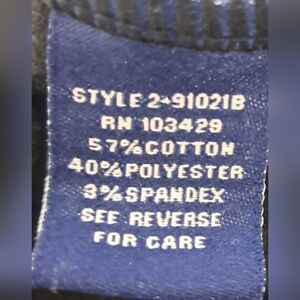 STYLE 2-91021B
RN 103429
57%COTTON
40%POLYESTER
3%SPANDEX
SEE REVERSE
FOR CARE